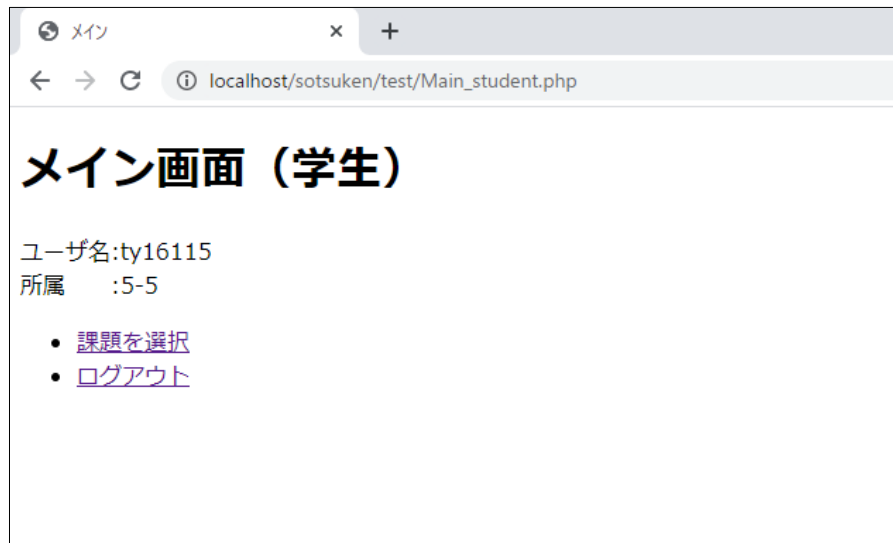 メイン
localhost/sotsuken/test/Main_student.php
メイン画面（学生）
ユーザ名:ty16115
所属　　:5-5
課題を選択
ログアウト